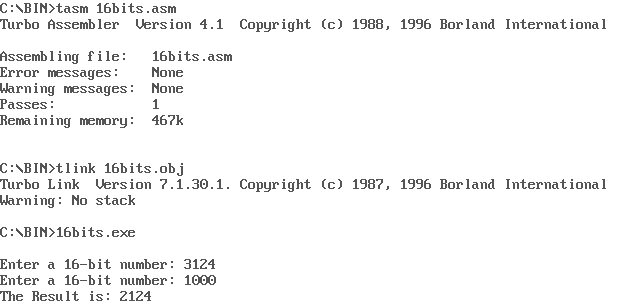 C:\BIN>tasm 16bits.asm
Turbo Assembler  Version 4.1  Copyright (c) 1988, 1996 Borland International
Assembling file:   16bits.asm
Error messages:    None
Warning messages:  None
Passes:            1
Remaining memory:  467k
C:\BIN>tlink 16bits.obj
Turbo Link  Version 7.1.30.1. Copyright (c) 1987, 1996 Borland International
Warning: No stack
C:\BIN>16bits.exe
Enter a 16-bit number: 3124
Enter a 16-bit number: 1000
The Result is: 2124